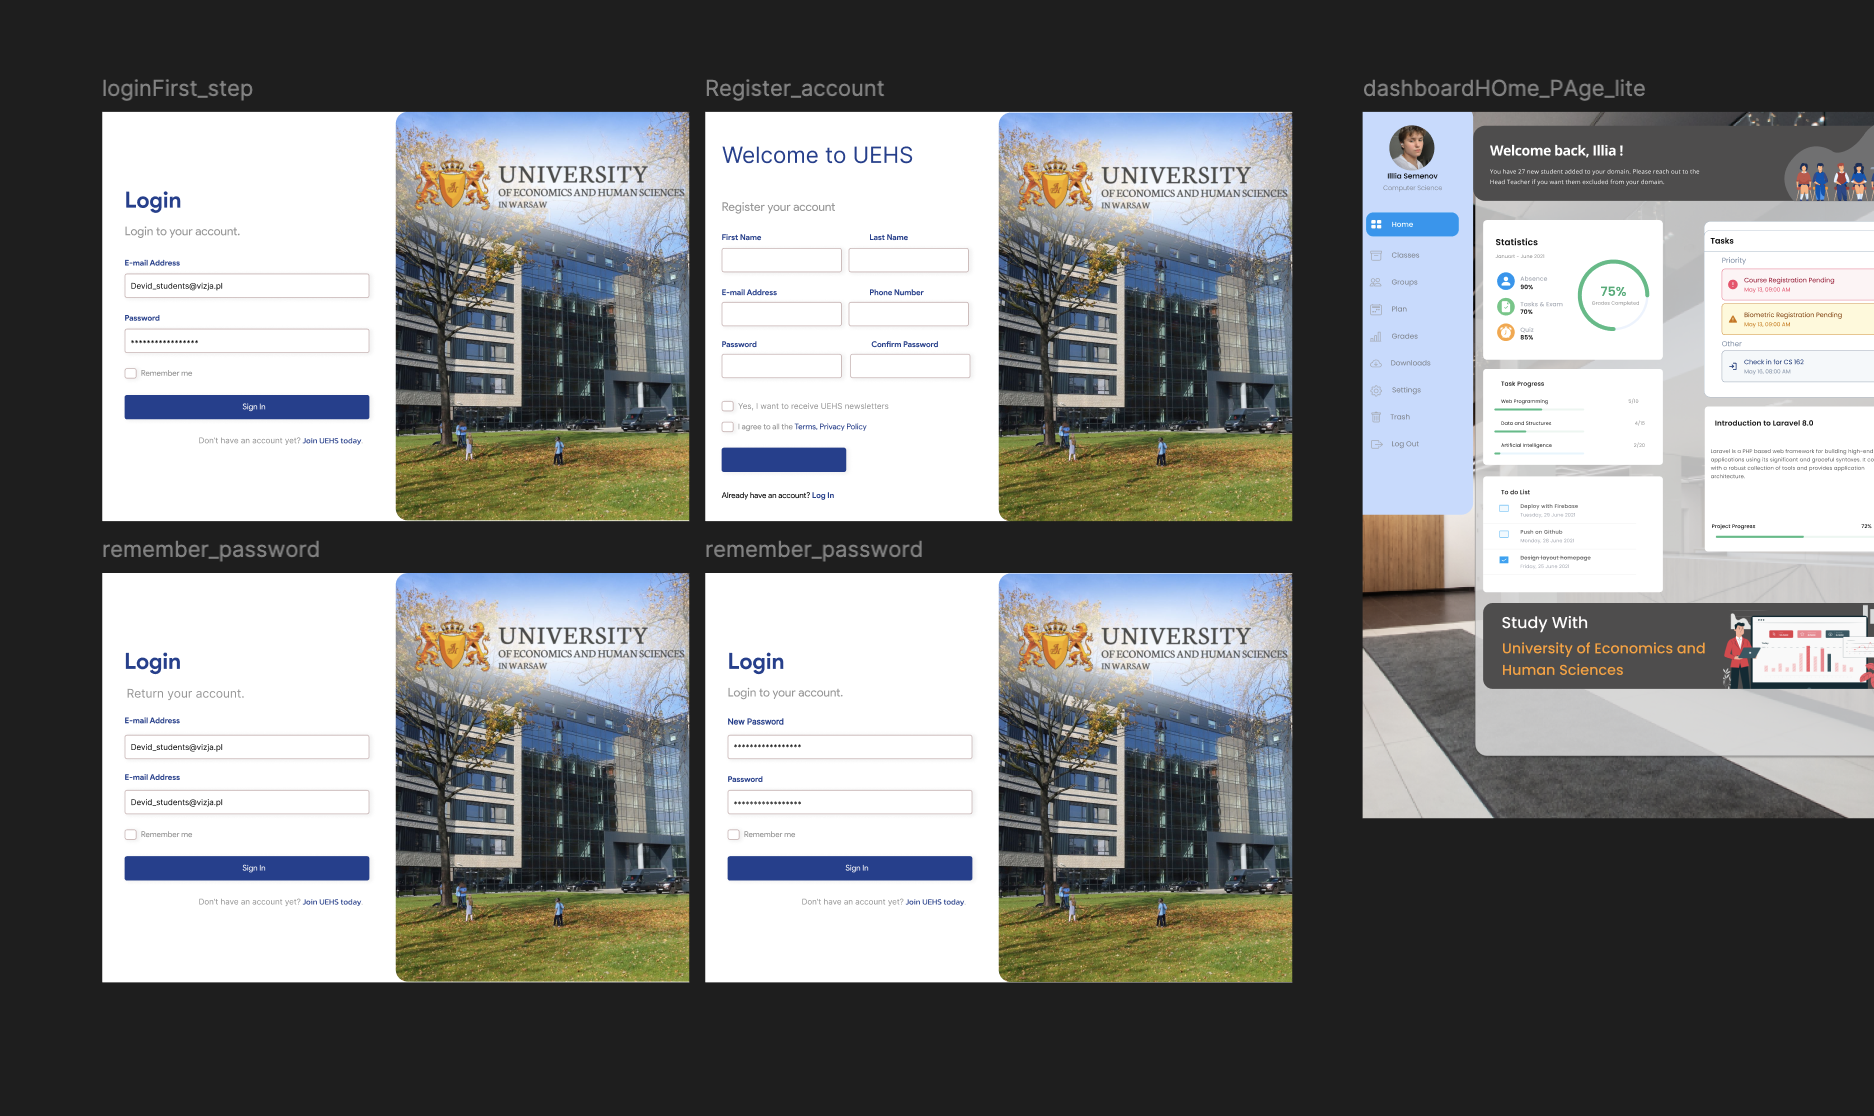 loginFirst_step
Login
Login to your account.
E-mail Address
Devid_students@vizja.pl
Password
*****************
Remember me
Sign In
Don't have an account yet? Join UEHS today
UNIVERSITY
OF ECONOMICS AND HUMAN SCIENCES
IN WARSAW
Register_account
Welcome to UEHS
Register your account
First Name
Last Name
E-mail Address
Phone Number
Password
Confirm Password
Yes, I want to receive UEHS newsletters
I agree to all the Terms, Privacy Policy
Already have an account? Log In
UNIVERSITY
OF ECONOMICS AND HUMAN SCIENCES
IN WARSAW
remember_password
Login
Return your account.
E-mail Address
Devid_students@vizja.pl
E-mail Address
Devid_students@vizja.pl
Remember me
Sign In
Don't have an account yet? Join UEHS today
UNIVERSITY
OF ECONOMICS AND HUMAN SCIENCES
IN WARSAW
remember_password
Login
Login to your account.
New Password
*****************
Password
*****************
Remember me
Sign In
Don't have an account yet? Join UEHS today
UNIVERSITY
OF ECONOMICS AND HUMAN SCIENCES
IN WARSAW
dashboardHOme_PAge_lite
Illlia Semenov
Computer Science
Home
Classes
Groups
Plan
Grades
Downloads
Settings
Trash
Log Out
Welcome back, Illia !
You have 27 new student added to your domain. Please reach out to the
Head Teacher if you want them excluded from your domain.
Statistics
Januart - June 2021
Absence
90%
Tasks & Exam
70%
Quiz
85%
75%
Grades Completed
Task Progress
Web Programming
5/15
Data and Structures
4/15
Artificial Intelligence
2/20
To do List
Deploy with Firebase
Tuesday, 29 June 2021
Push on Github
Monday, 28 June 2021
Design layout homepage
Friday, 25 June 2021
Tasks
Priority
Course Registration Pending
May 13, 09:00 AM
Biometric Registration Pending
May 13, 09:00 AM
Other
Check in for CS 162
May 16, 08:00 AM
Introduction to Laravel 8.0
Laravel is a PHP based web framework for building high-end
applications using its significant and graceful syntaxes. It co
with a robust collection of tools and provides application
architecture.
Project Progress
72%
Study With
University of Economics and
Human Sciences